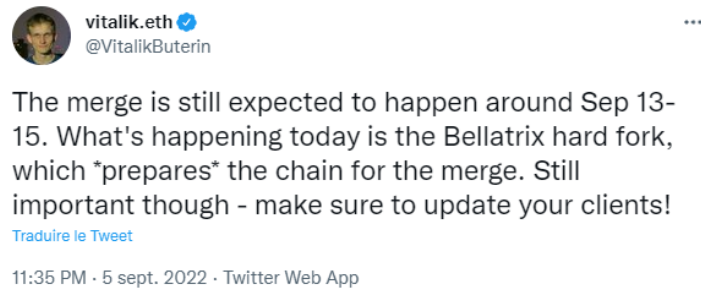 vitalik.eth
@VitalikButerin
The merge is still expected to happen around Sep 13-
15. What's happening today is the Bellatrix hard fork,
which *prepares* the chain for the merge. Still
important though - make sure to update your clients!
Traduire le Tweet
11:35 PM · 5 sept. 2022 · Twitter Web App